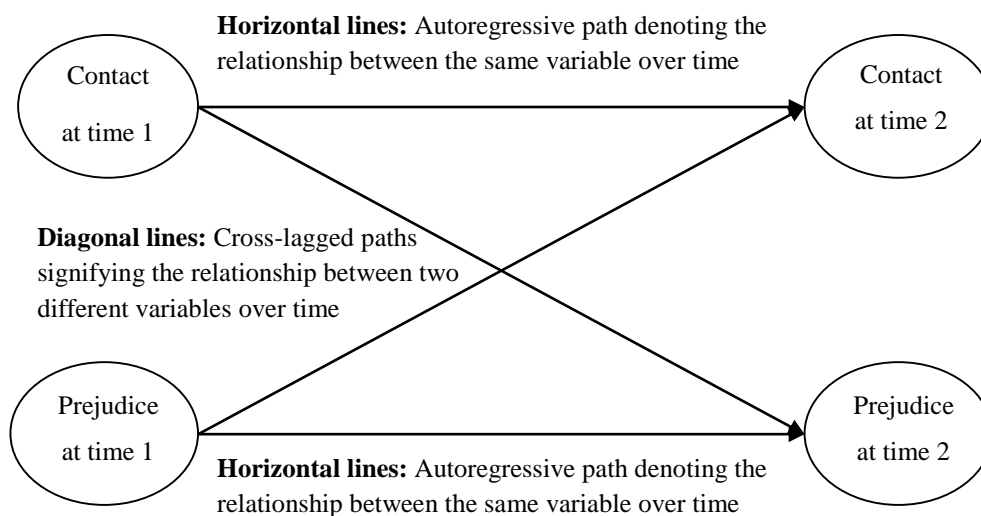 Horizontal lines: Autoregressive path denoting the
relationship between the same variable over time
Contact
at time 1
Contact
at time 2
Diagonal lines: Cross-lagged paths
signifying the relationship between two
different variables over time
Prejudice
at time 1
Prejudice
at time 2
Horizontal lines: Autoregressive path denoting the
relationship between the same variable over time